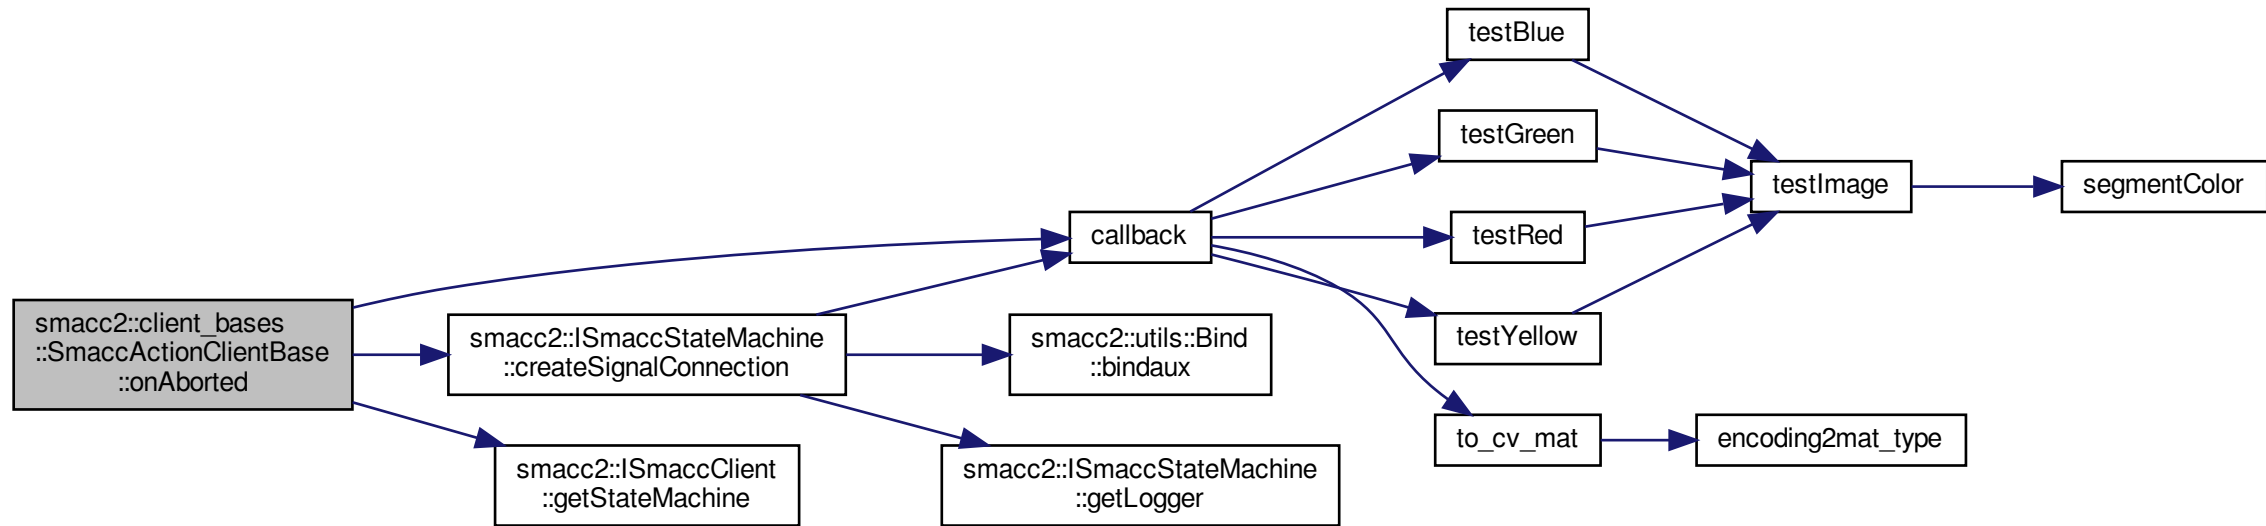 smacc2::client_bases
::SmaccActionClientBase
::onAborted
smacc2::ISmaccStateMachine
::createSignalConnection
smacc2::ISmaccClient
::getStateMachine
callback
smacc2::utils::Bind
::bindaux
smacc2::ISmaccStateMachine
::getLogger
testBlue
testGreen
testRed
testYellow
to_cv_mat
testImage
encoding2mat_type
segmentColor